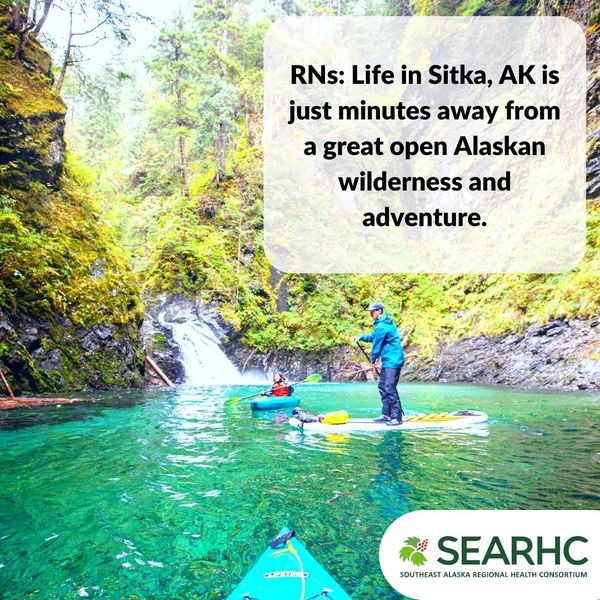 RNs: Life in Sitka, AK is
just minutes away from
a great open Alaskan
wilderness and
adventure.
LIFETIME
SEARHC
SOUTHEAST ALASKA REGIONAL HEALTH CONSORTIUM